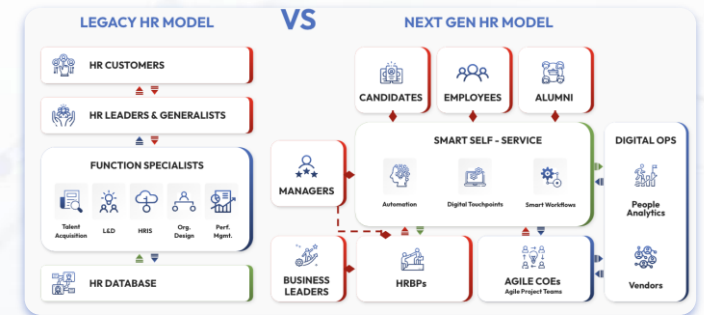 LEGACY HR MODEL
VS
NEXT GEN HR MODEL
HR CUSTOMERS
HR LEADERS & GENERALISTS
FUNCTION SPECIALISTS
Talent
Acquisition
L&D
HRIS
Org.
Design
Perf.
Mgmt.
HR DATABASE
CANDIDATES
EMPLOYEES
ALUMNI
SMART SELF - SERVICE
Automation
Digital Touchpoints
Smart Workflows
DIGITAL OPS
People
Analytics
Vendors
MANAGERS
BUSINESS
LEADERS
HRBPs
AGILE COEs
Agile Project Teams